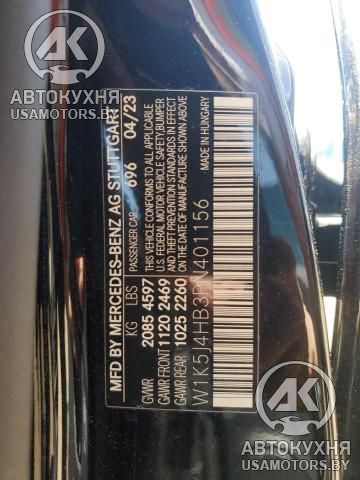 АВТОКУХНЯ
USAMOTORS.BY
MFD BY MERCEDES-BENZ AG STUTTGART
KG LBS PASSENGER CAR 696 04/23
GVWR 2085 4597 THIS VEHICLE CONFORMS TO ALL APPLICABLE
GAWR FRONT 1120 2469 U.S. FEDERAL MOTOR VEHICLE SAFETY, BUMPER,
GAWR REAR 1025 2260 AND THEFT PREVENTION STANDARDS IN EFFECT
ON THE DATE OF MANUFACTURE SHOWN ABOVE
W1K5J4HB3PN401156 MADE IN HUNGARY
АВТОКУХНЯ
USAMOTORS.BY